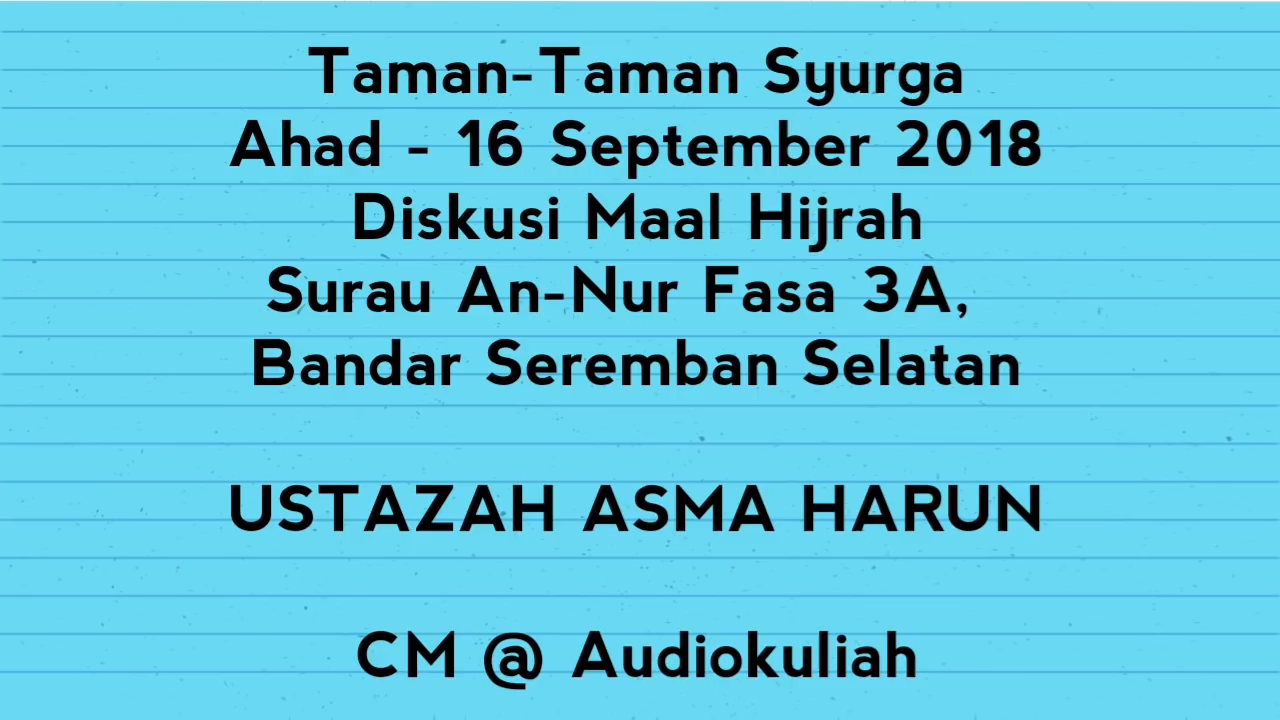 Taman-Taman Syurga
Ahad - 16 September 2018
Diskusi Maal Hijrah
Surau An-Nur Fasa 3A,
Bandar Seremban Selatan
USTAZAH ASMA HARUN
CM @ Audiokuliah